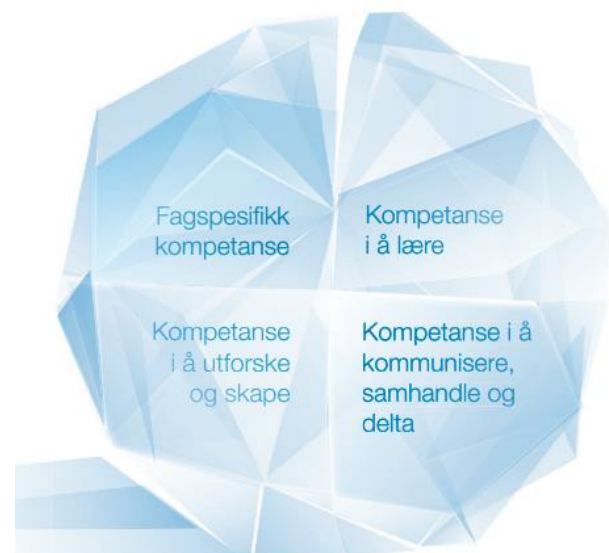 Fagspesifikk
kompetanse
Kompetanse
i å lære
Kompetanse
i å utforske
og skape
Kompetanse i å
kommunisere,
samhandle og
delta